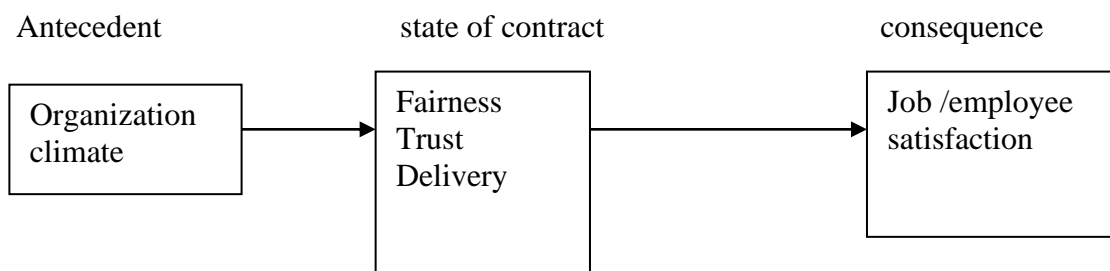 Antecedent state of contract consequence
Organization
climate
Fairness
Trust
Delivery
Job /employee
satisfaction